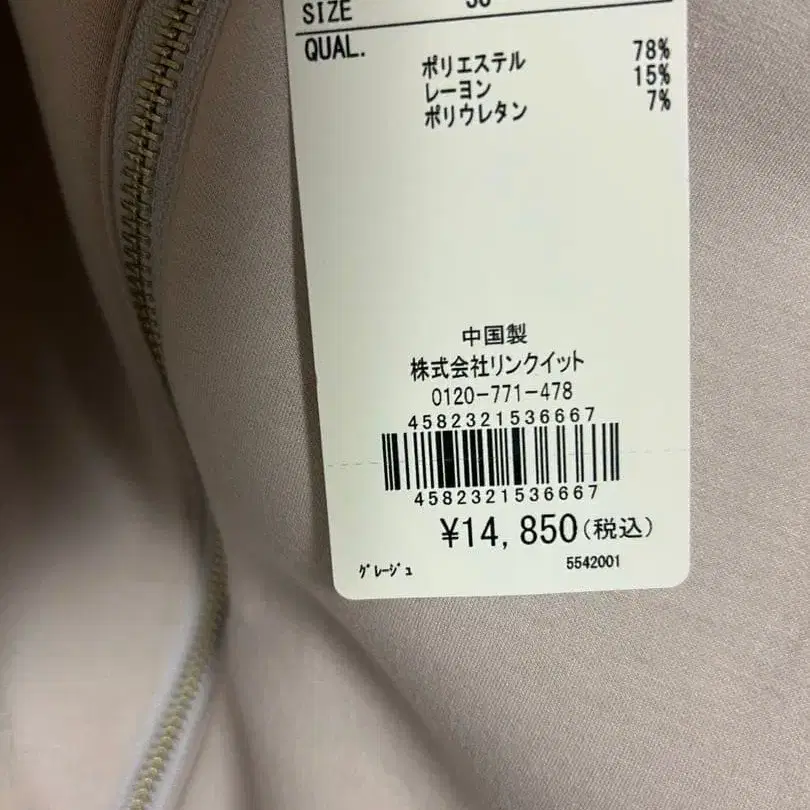 SIZE
QUAL.
ポリエステル 78%
レーヨン 15%
ポリウレタン 7%
中国製
株式会社リンクイット
0120-771-478
4582321536667
4582321536667
¥14,850(税込)
グレージュ 5542001